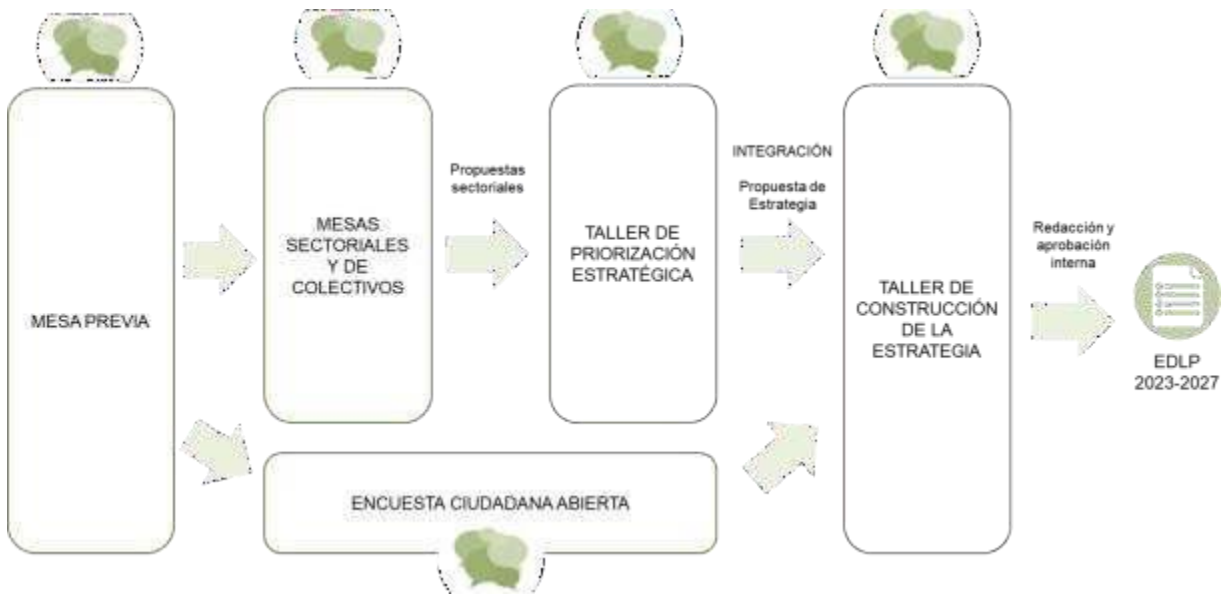 MESA PREVIA
MESAS
SECTORIALES
Y DE
COLECTIVOS
Propuestas
sectoriales
TALLER DE
PRIORIZACIÓN
ESTRATÉGICA
INTEGRACIÓN
Propuesta de
Estrategia
TALLER DE
CONSTRUCCIÓN
DE LA
ESTRATEGIA
Redacción y
aprobación
interna
EDLP
2023-2027
ENCUESTA CIUDADANA ABIERTA